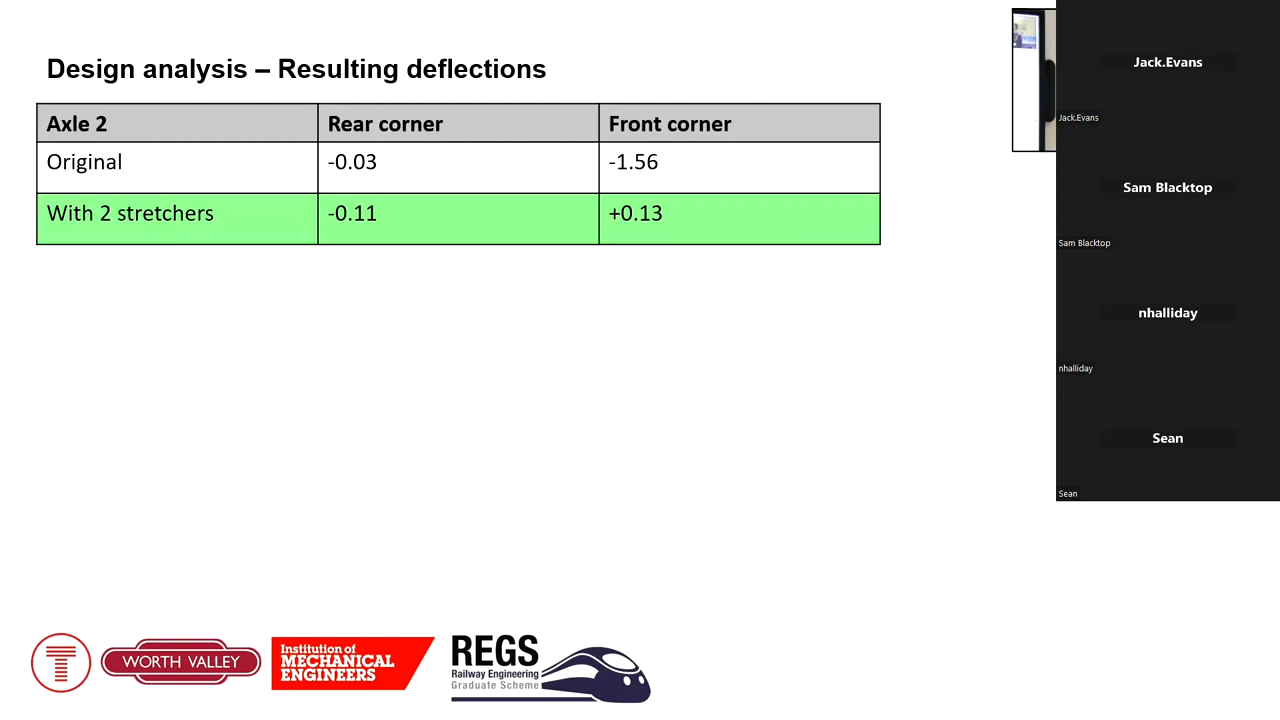 Design analysis – Resulting deflections
Axle 2 Rear corner Front corner
Original -0.03 -1.56
With 2 stretchers -0.11 +0.13
Jack.Evans
Jack.Evans
Sam Blacktop
Sam Blacktop
nhalliday
nhalliday
Sean
Sean
T
WORTH VALLEY
Institution of
MECHANICAL
ENGINEERS
REGS
Railway Engineering
Graduate Scheme